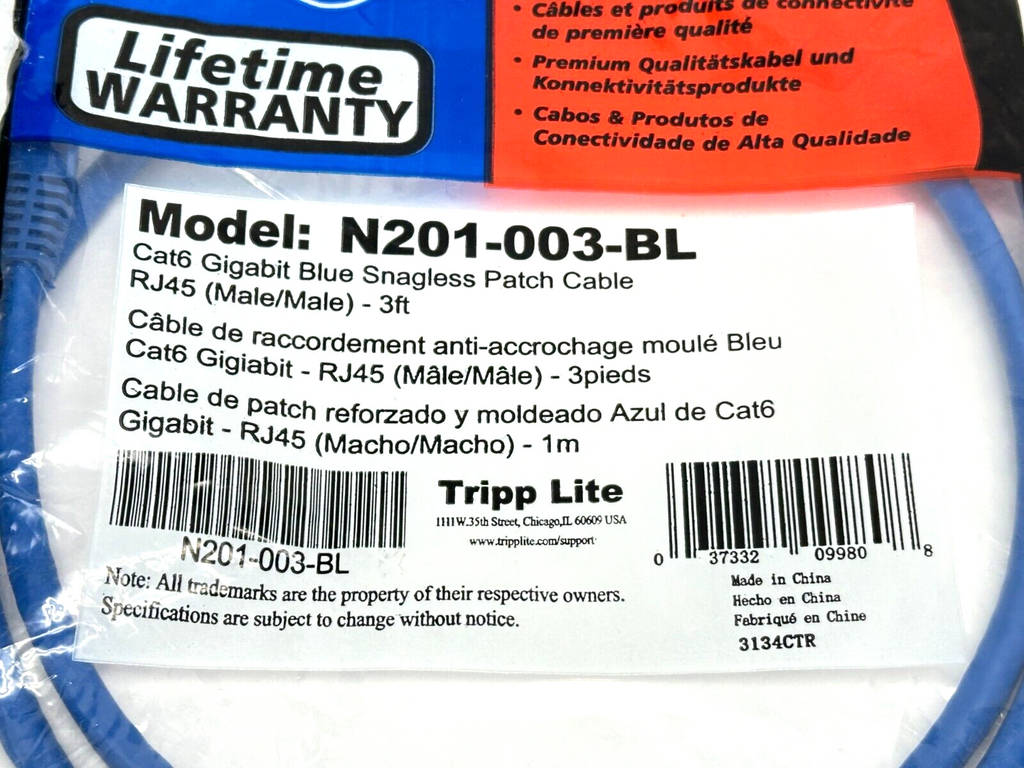 Lifetime
WARRANTY
• Câbles et produits de connectivité
de première qualité
• Premium Qualitätskabel und
Konnektivitätsprodukte
• Cabos & Produtos de
Conectividade de Alta Qualidade
Model: N201-003-BL
Cat6 Gigabit Blue Snagless Patch Cable
RJ45 (Male/Male) - 3ft
Câble de raccordement anti-accrochage moulé Bleu
Cat6 Gigiabit - RJ45 (Mâle/Mâle) - 3pieds
Cable de patch reforzado y moldeado Azul de Cat6
Gigabit - RJ45 (Macho/Macho) - 1m
N201-003-BL
Tripp Lite
1111 W. 35th Street, Chicago, IL 60609 USA
www.tripplite.com/support
0 37332 09980 8
Note: All trademarks are the property of their respective owners.
Specifications are subject to change without notice.
Made in China
Hecho en China
Fabriqué en Chine
3134CTR